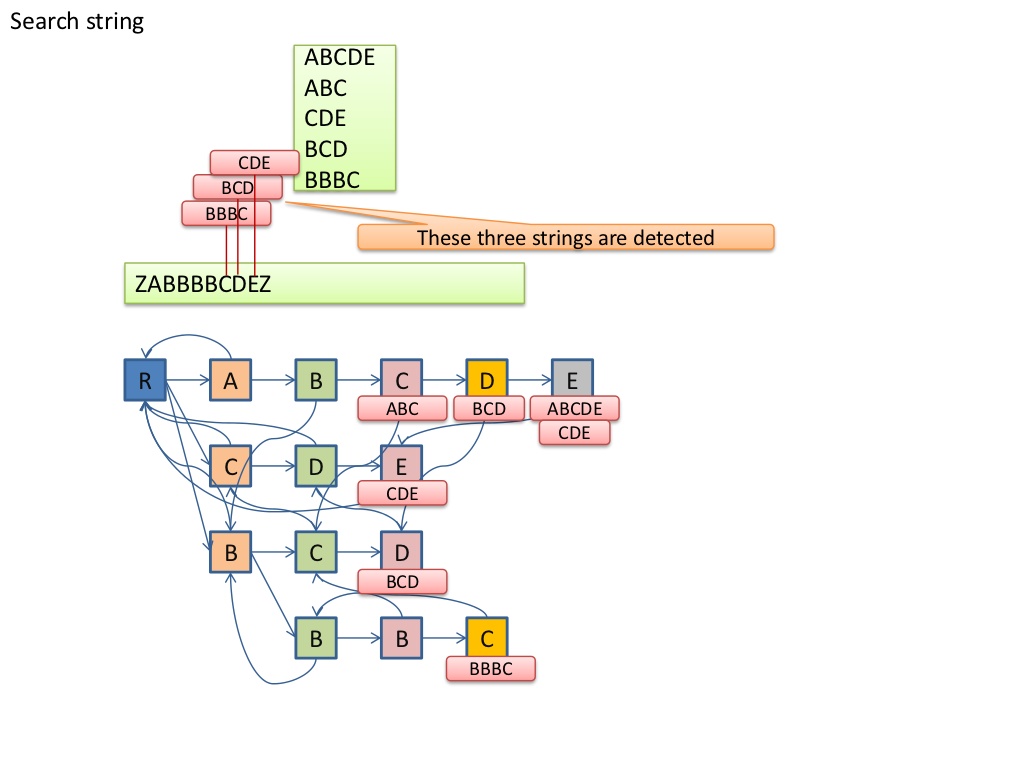 Search string
ABCDE
ABC
CDE
BCD
BBBC
CDE
BCD
BBBC
These three strings are detected
ZABBBBCDEZ
R A B C D E
ABC BCD ABCDE
CDE
C D E
CDE
B C D
BCD
B B C
BBBC